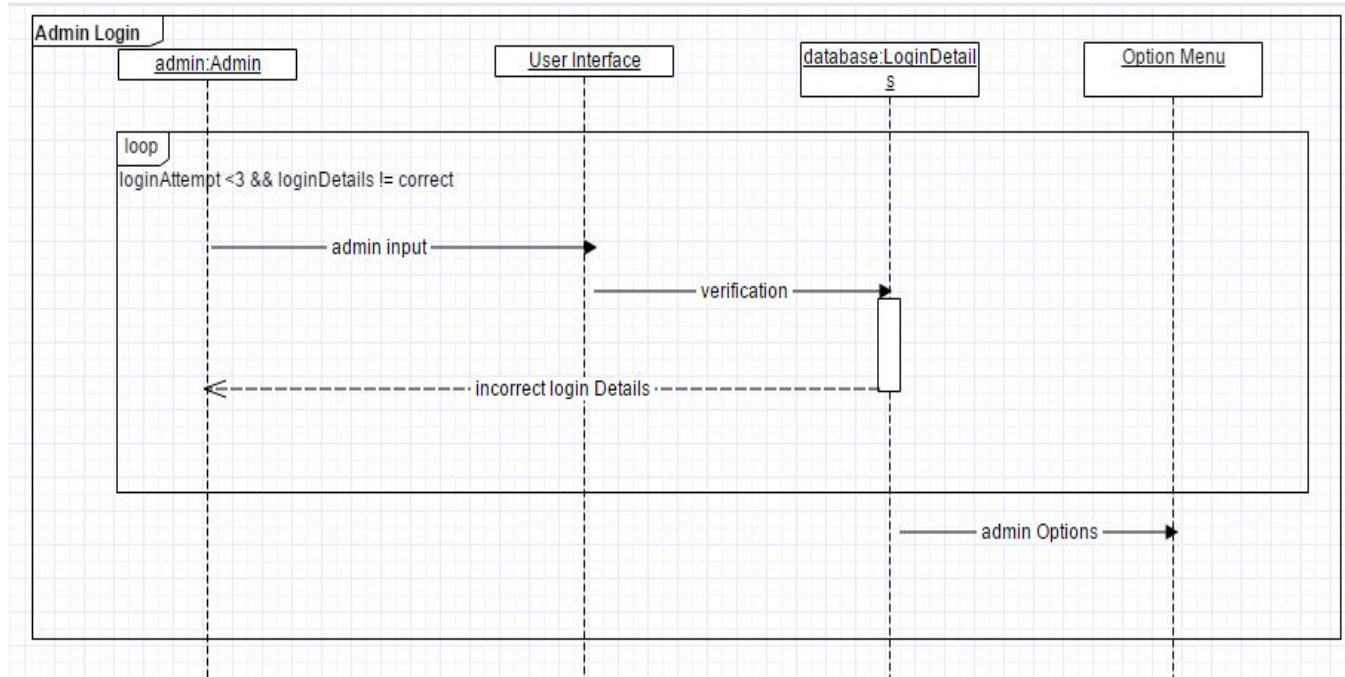 Admin Login
admin:Admin
User Interface
database:LoginDetail
s
Option Menu
loop
loginAttempt <3 && loginDetails != correct
admin input
verification
incorrect login Details
admin Options